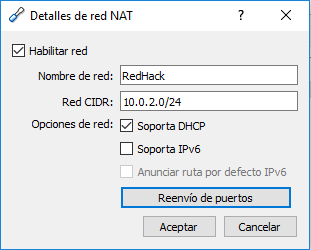 Detalles de red NAT
?
Habilitar red
Nombre de red: RedHack
Red CIDR: 10.0.2.0/24
Opciones de red: Soporta DHCP
Soporta IPv6
Anunciar ruta por defecto IPv6
Reenvío de puertos
Aceptar Cancelar